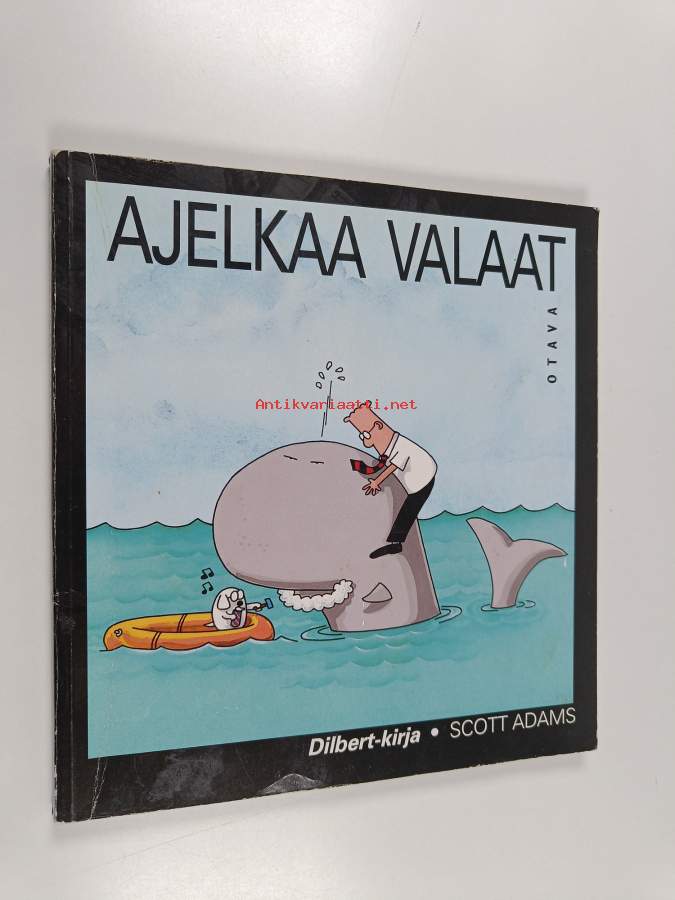 AJELKAA VALAAT
OTAVA
Antikvariaatti.net
Dilbert-kirja • SCOTT ADAMS